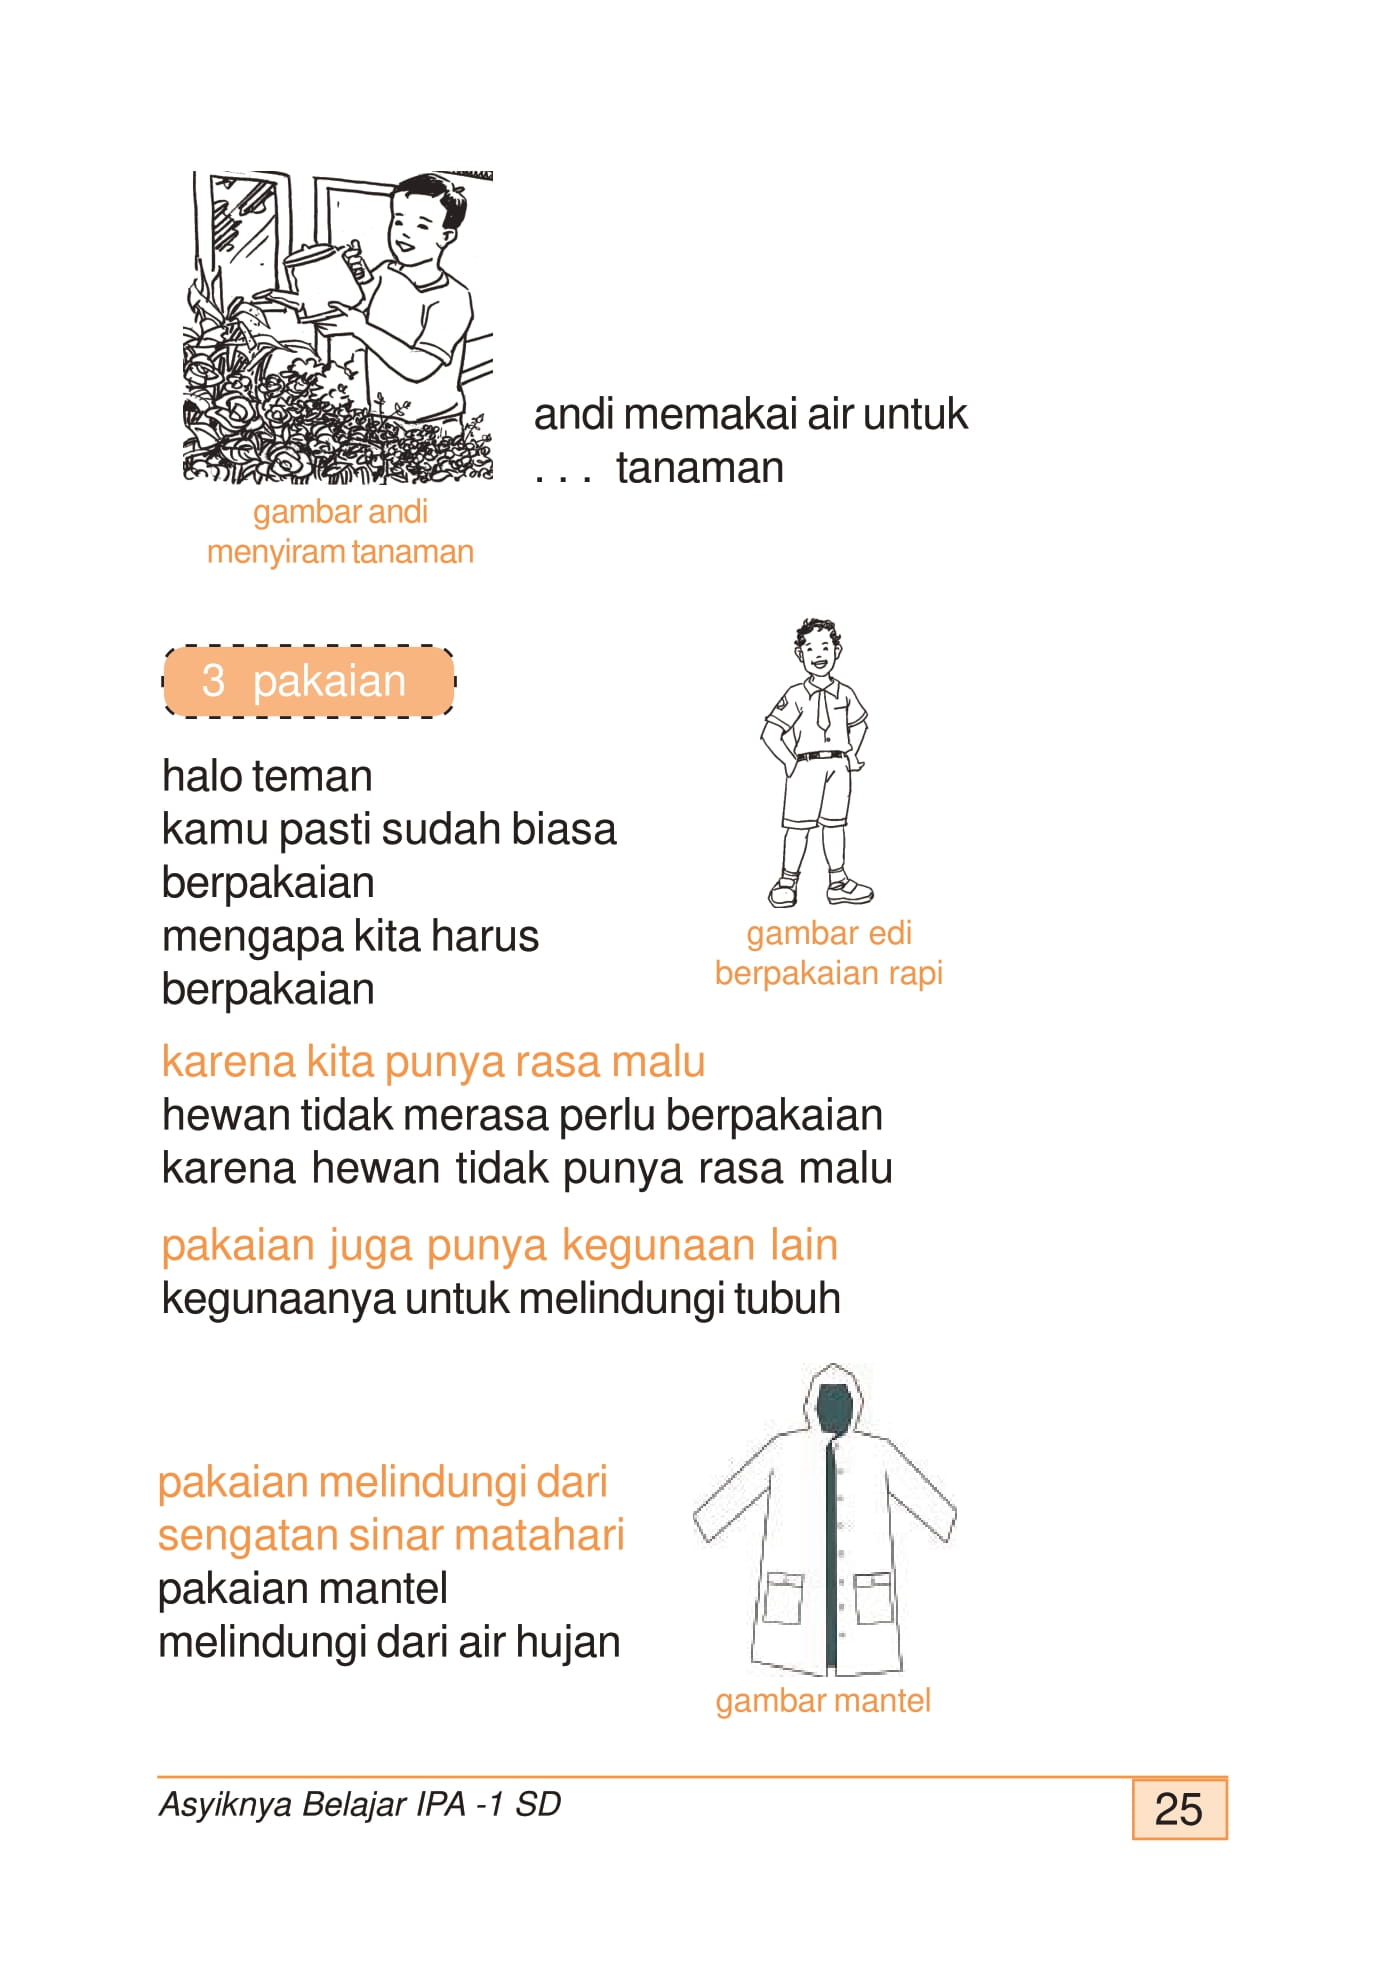 andi memakai air untuk
. . . tanaman
gambar andi
menyiram tanaman
3 pakaian
halo teman
kamu pasti sudah biasa
berpakaian
mengapa kita harus
berpakaian
gambar edi
berpakaian rapi
karena kita punya rasa malu
hewan tidak merasa perlu berpakaian
karena hewan tidak punya rasa malu
pakaian juga punya kegunaan lain
kegunaanya untuk melindungi tubuh
pakaian melindungi dari
sengatan sinar matahari
pakaian mantel
melindungi dari air hujan
gambar mantel
Asyiknya Belajar IPA -1 SD
25